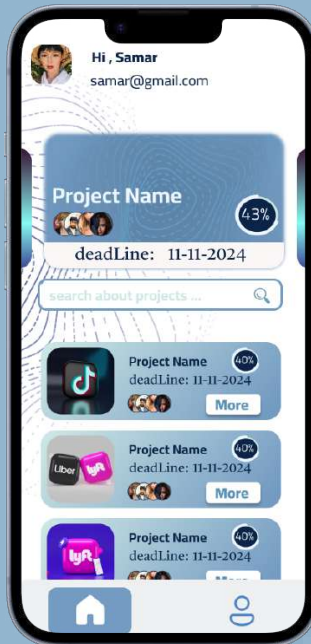 Hi , Samar
samar@gmail.com
Project Name
43%
deadLine: 11-11-2024
search about projects ...
Project Name
40%
deadLine: 11-11-2024
More
Uber
lyft
Project Name
40%
deadLine: 11-11-2024
More
lyft
Project Name
40%
deadLine: 11-11-2024
More